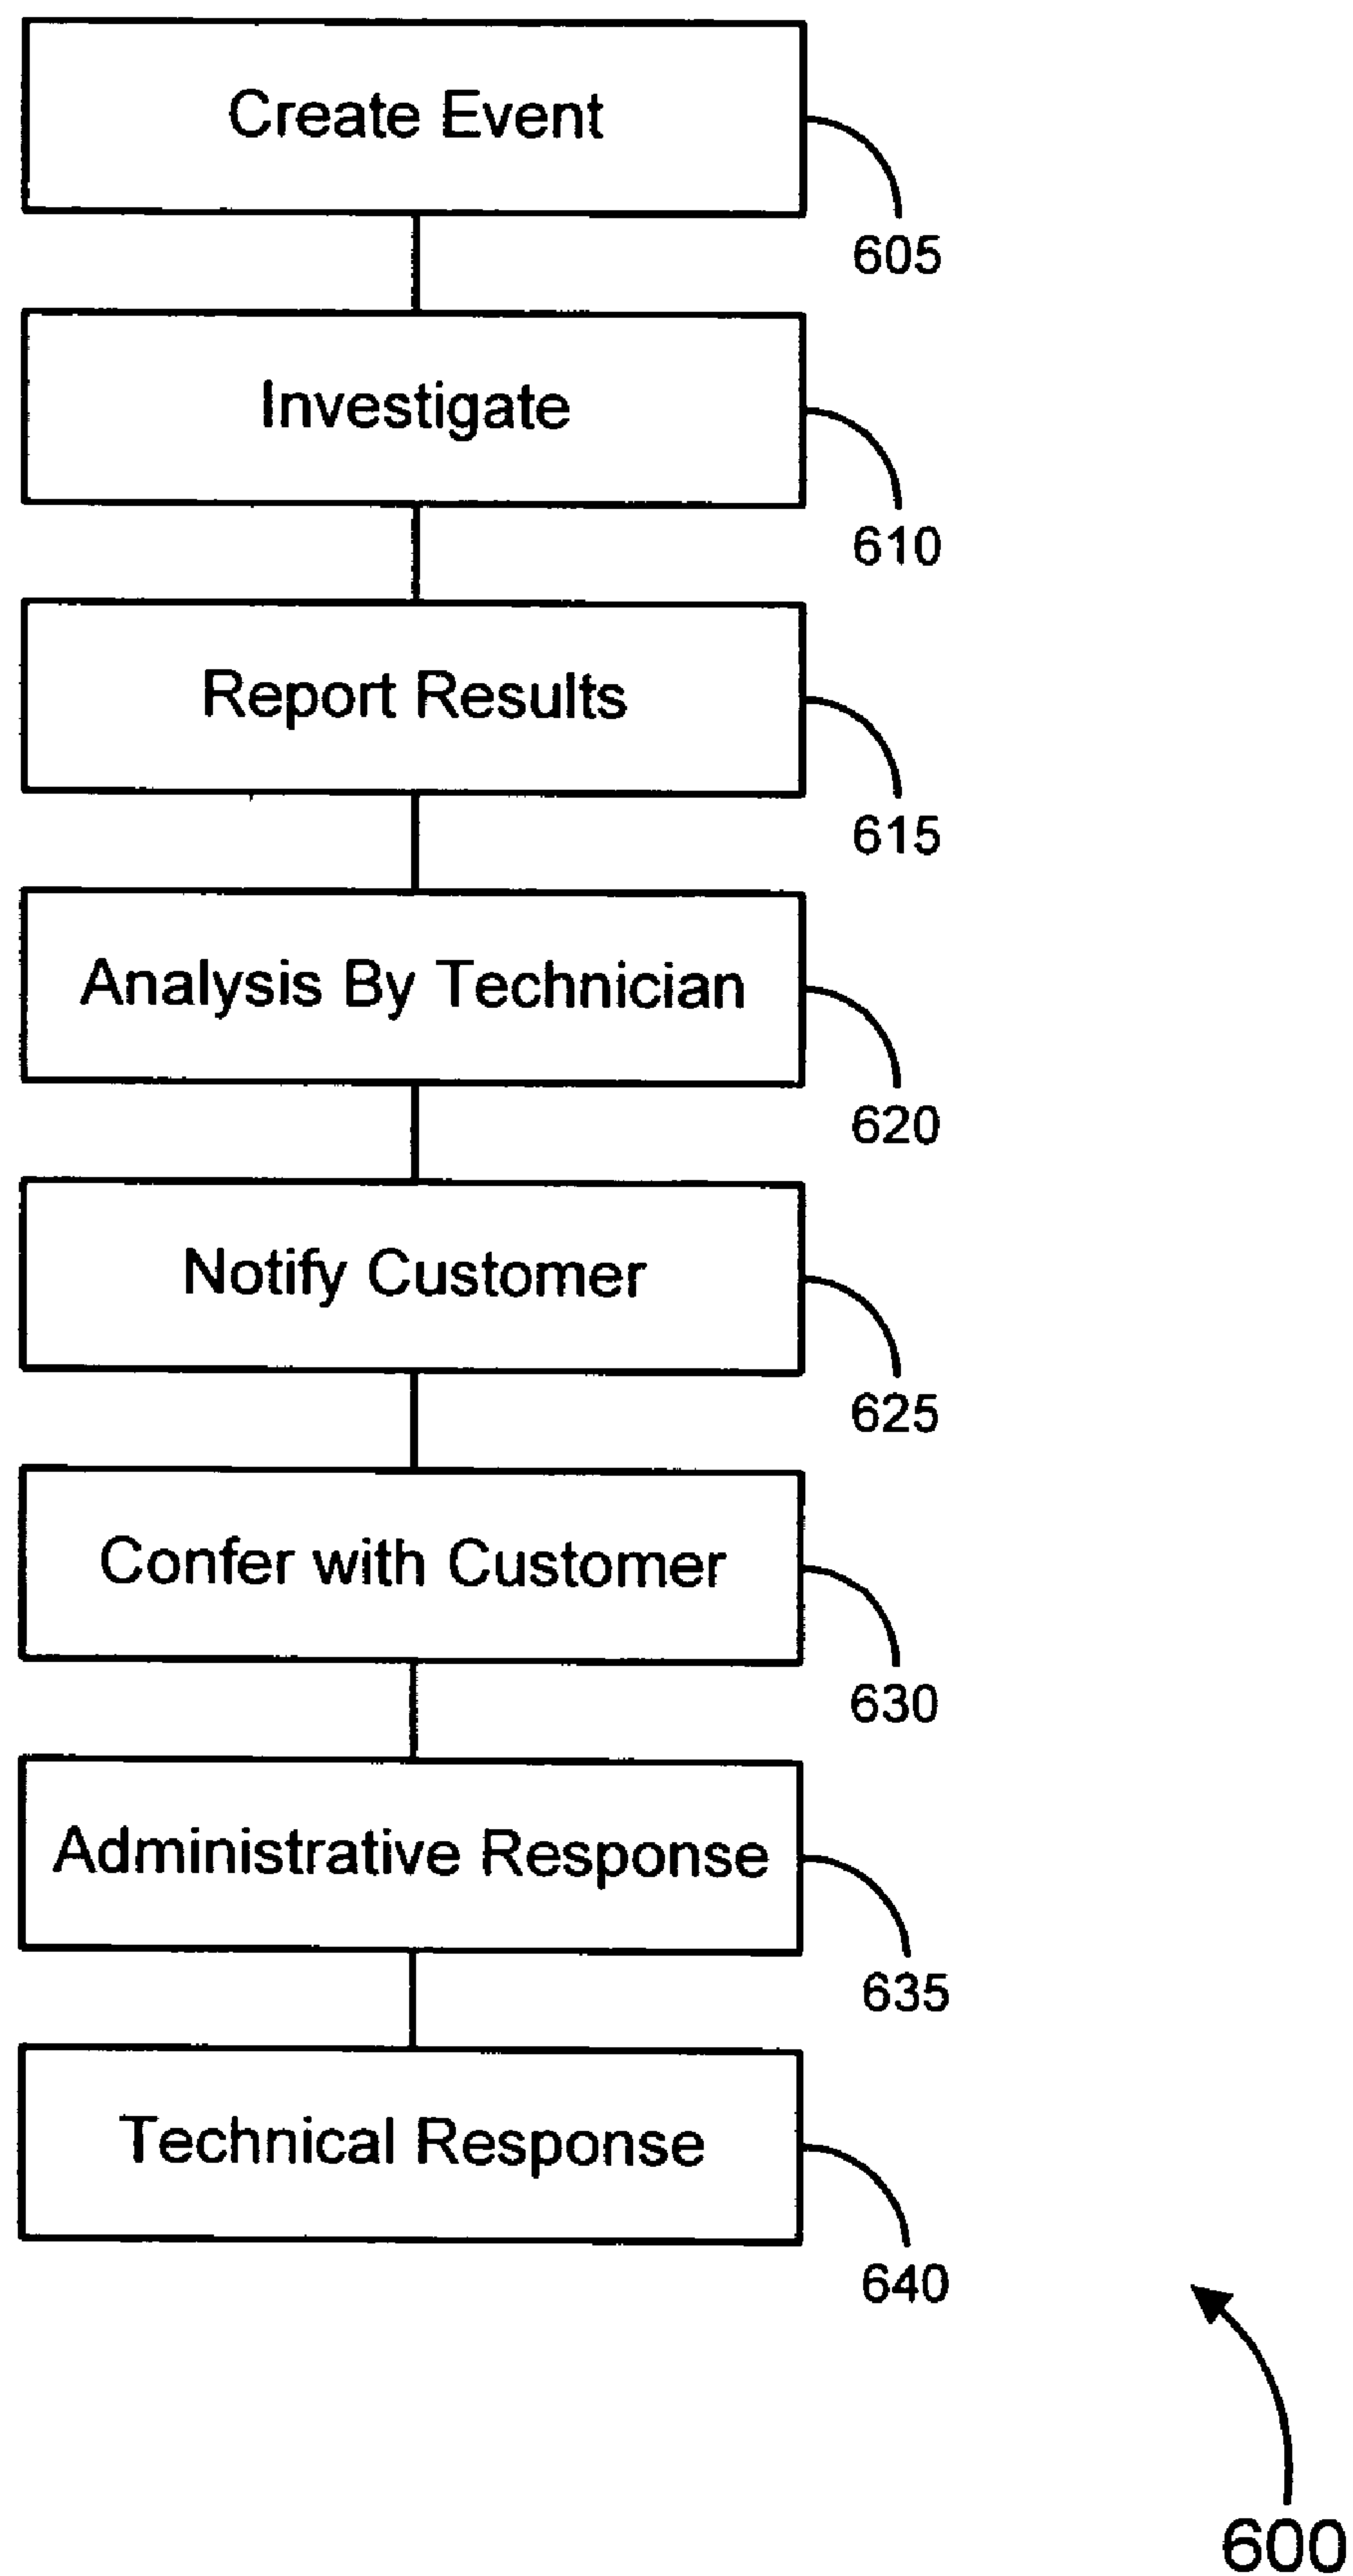 Create Event
605
Investigate
610
Report Results
615
Analysis By Technician
620
Notify Customer
625
Confer with Customer
630
Administrative Response
635
Technical Response
640
600